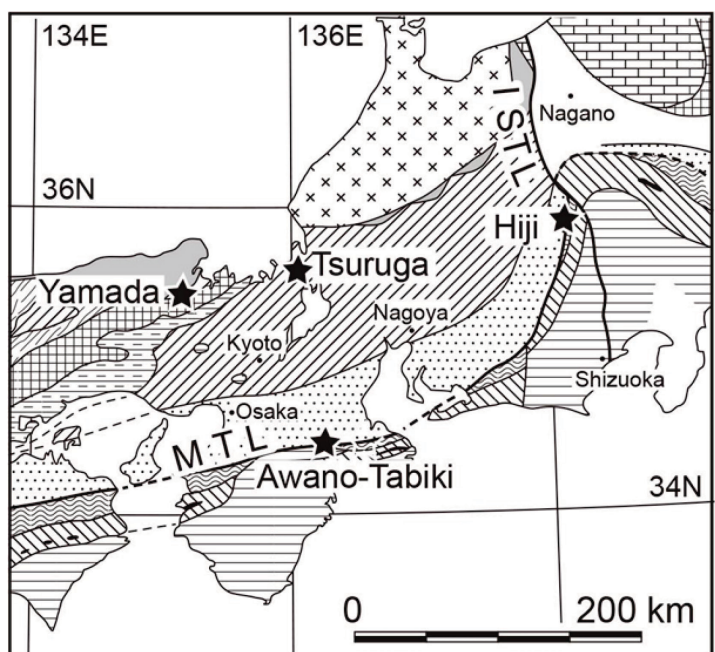 134E
136E
ISTL
Nagano
36N
Hiji
Tsuruga
Yamada
Nagoya
Kyoto
Shizuoka
Osaka
MTL
Awano-Tabiki
34N
0
200 km